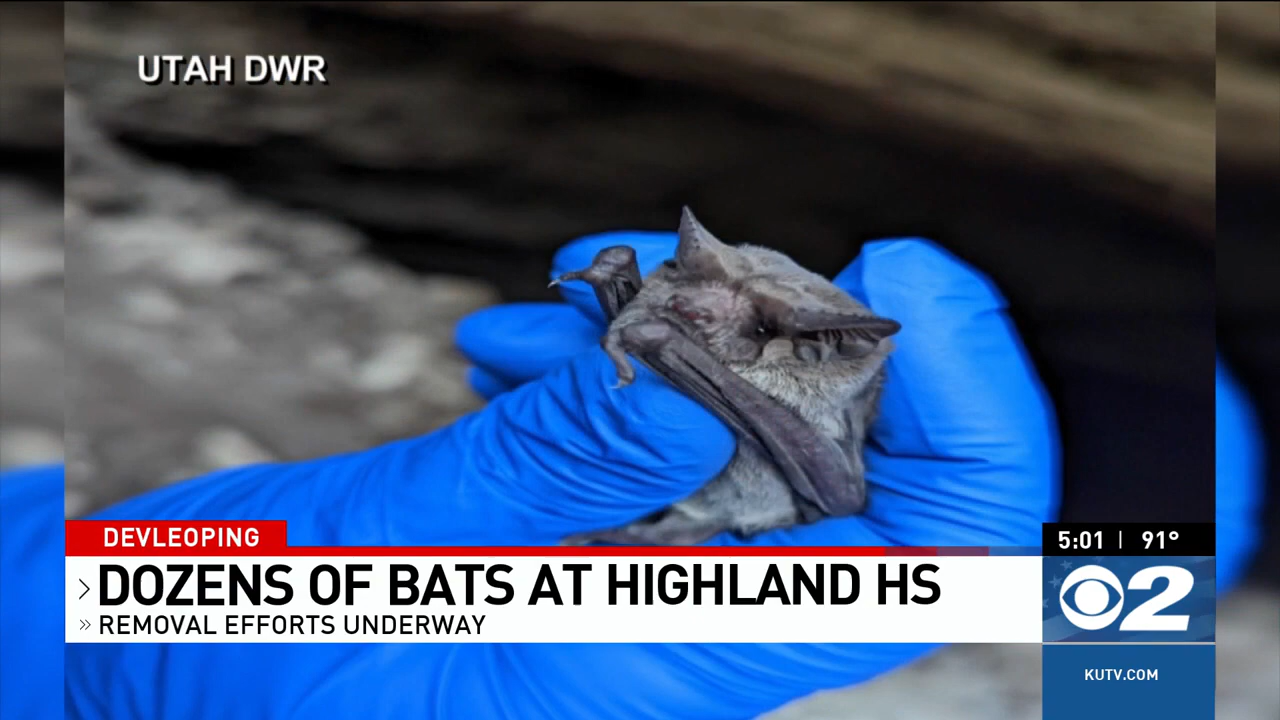 UTAH DWR
DEVLEOPING
DOZENS OF BATS AT HIGHLAND HS
REMOVAL EFFORTS UNDERWAY
5:01 | 91°
2
KUTV.COM